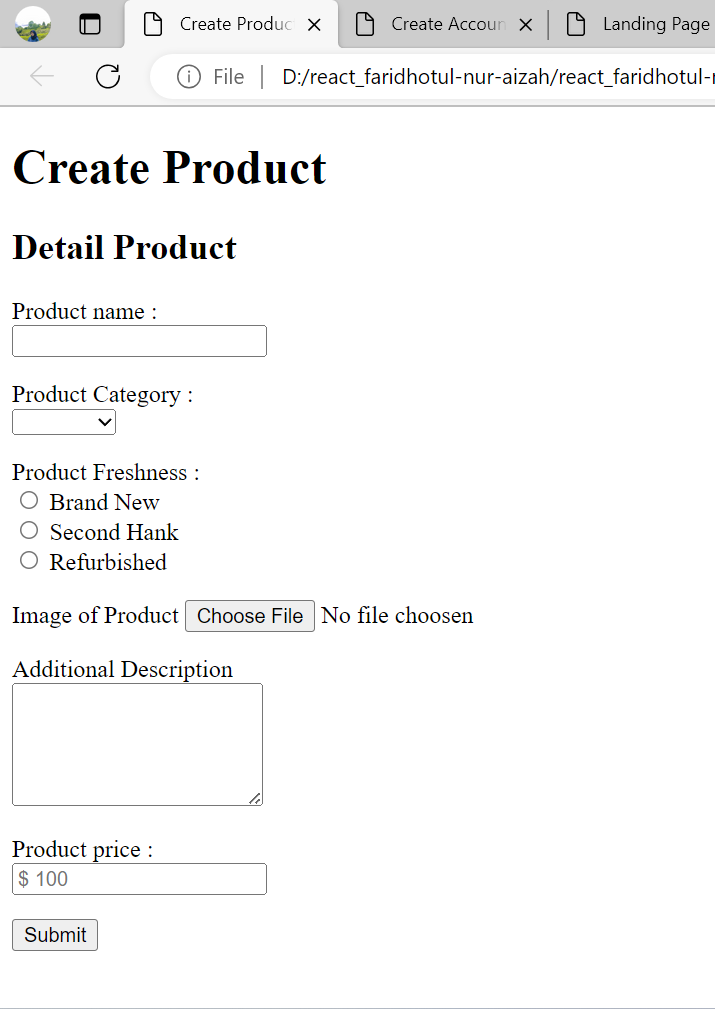 Create Produc
Create Accoun
Landing Page
File
D:/react_faridhotul-nur-aizah/react_faridhotul-
Create Product
Detail Product
Product name :
Product Category :
Product Freshness :
Brand New
Second Hank
Refurbished
Image of Product Choose File No file choosen
Additional Description
Product price :
$ 100
Submit